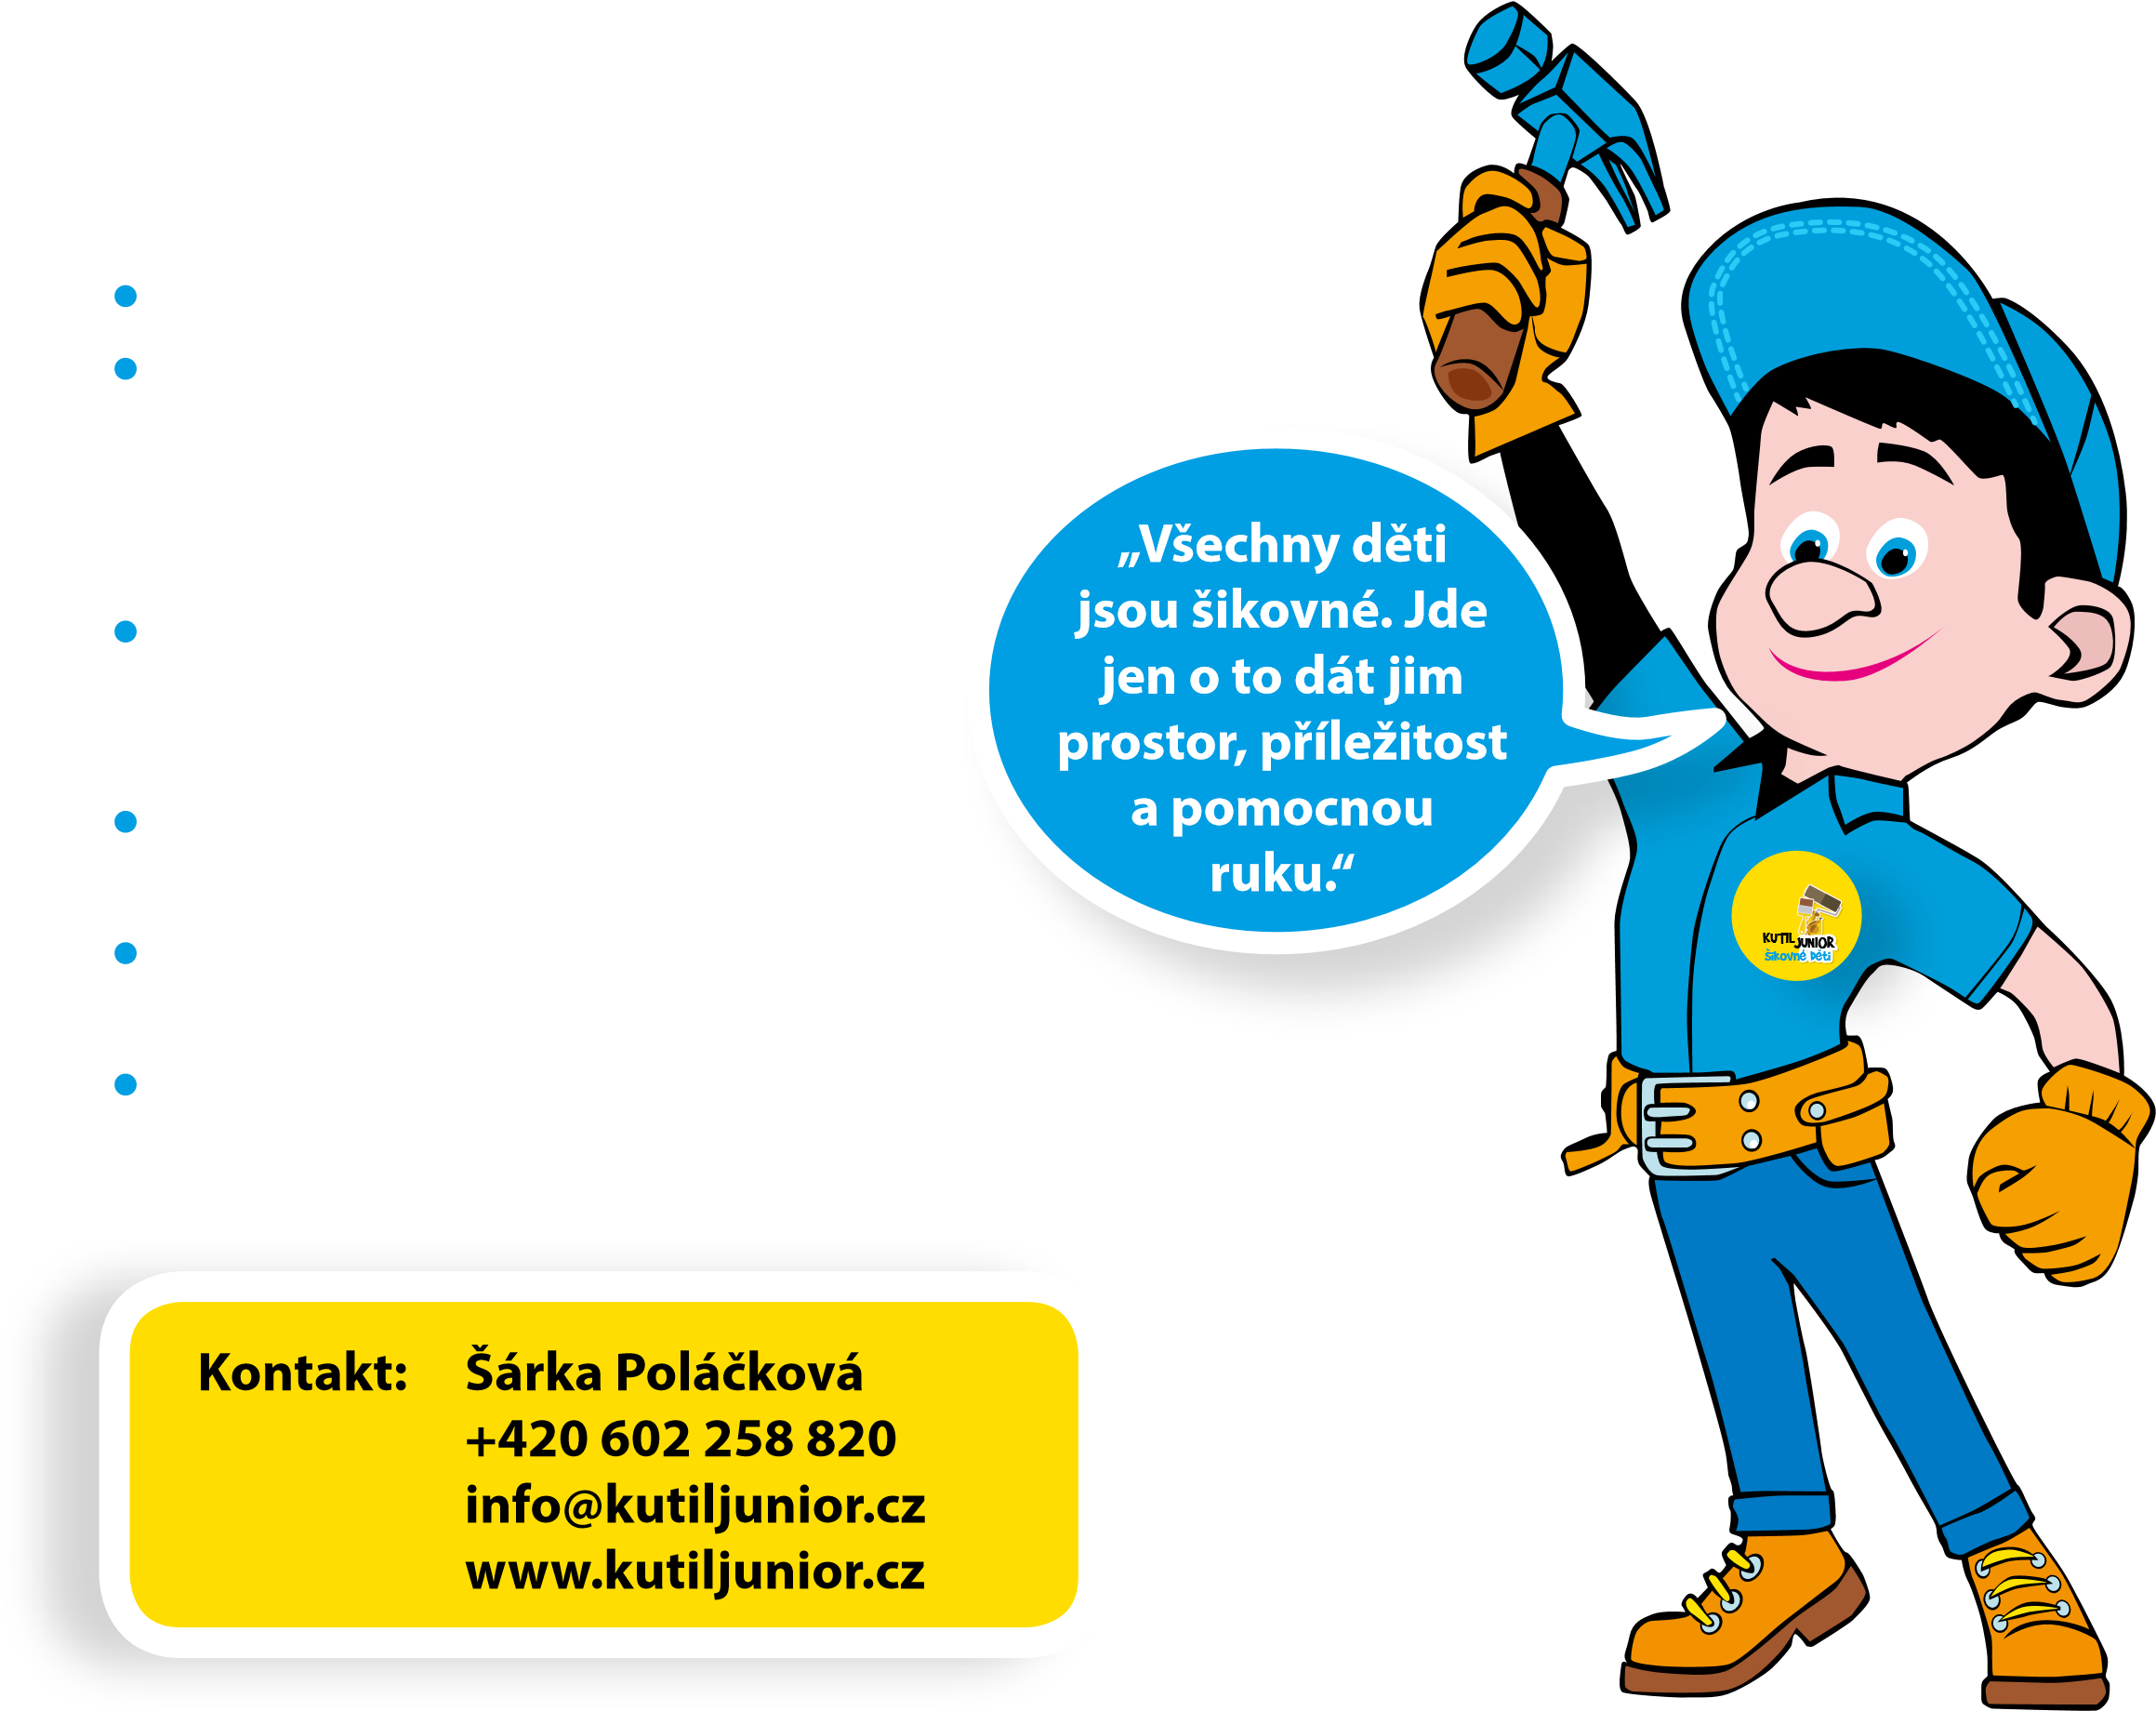 •
•
„Všechny děti
jsou šikovné. Jde
jen o to dát jim
prostor, příležitost
a pomocnou
ruku.“
•
•
•
•
KUTIL
JUNIOR
Šikovné Děti
Kontakt: Šárka Poláčková
+420 602 258 820
info@kutiljunior.cz
www.kutiljunior.cz